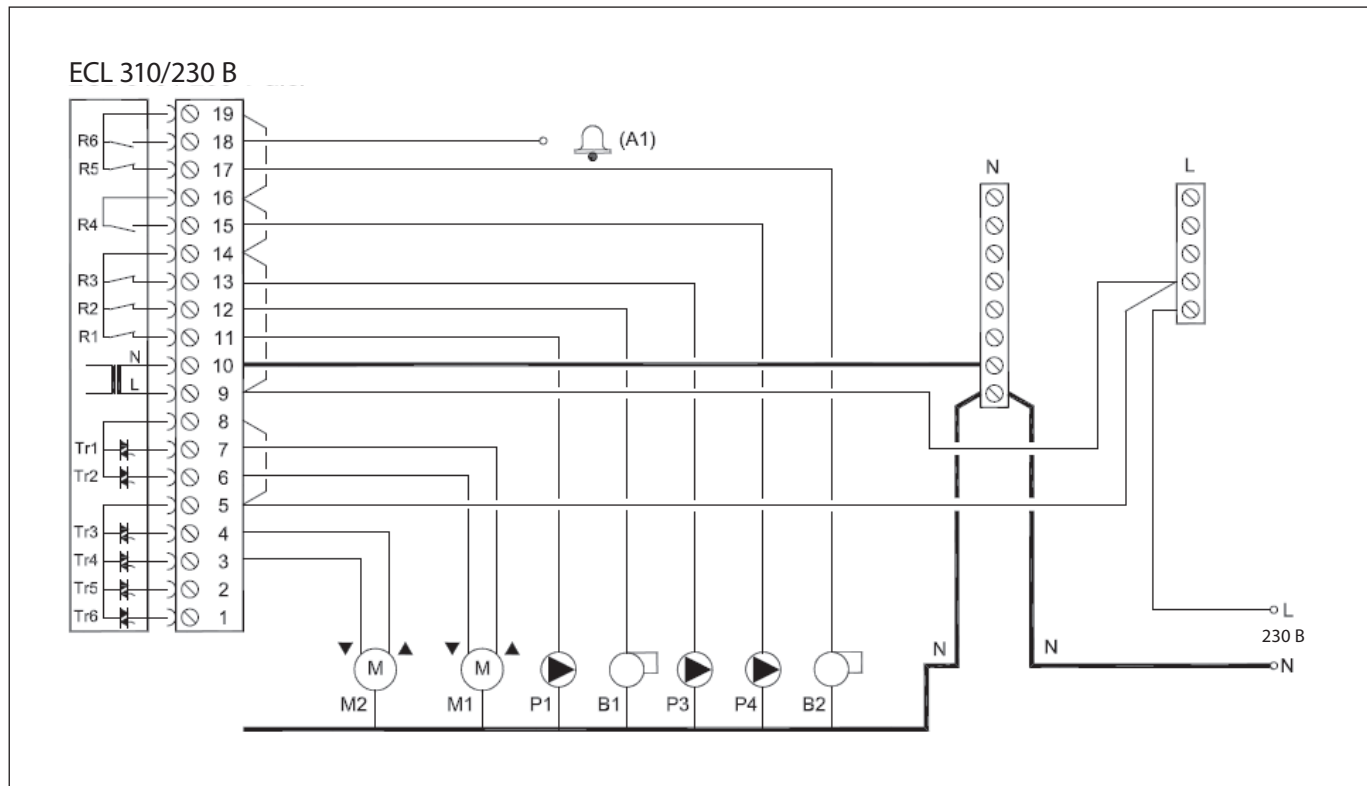 ECL 310/230 B
19
R6 18 (A1)
R5 17 N L
16
R4 15
14
R3 13
R2 12
R1 11
N 10
L 9
8
Tr1 7
Tr2 6
5
Tr3 4
Tr4 3
Tr5 2
Tr6 1
L
230 B
N N N
M M
M2 M1 P1 B1 P3 P4 B2